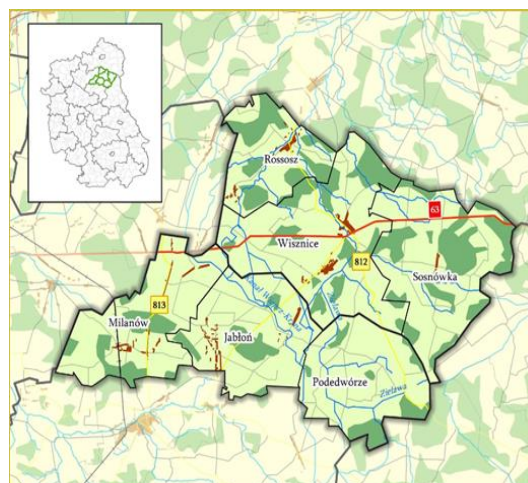 Rossosz
63
Wisznice
812
Sosnówka
813
Milanów
Jabłoń
Podedwórze
Zielawa